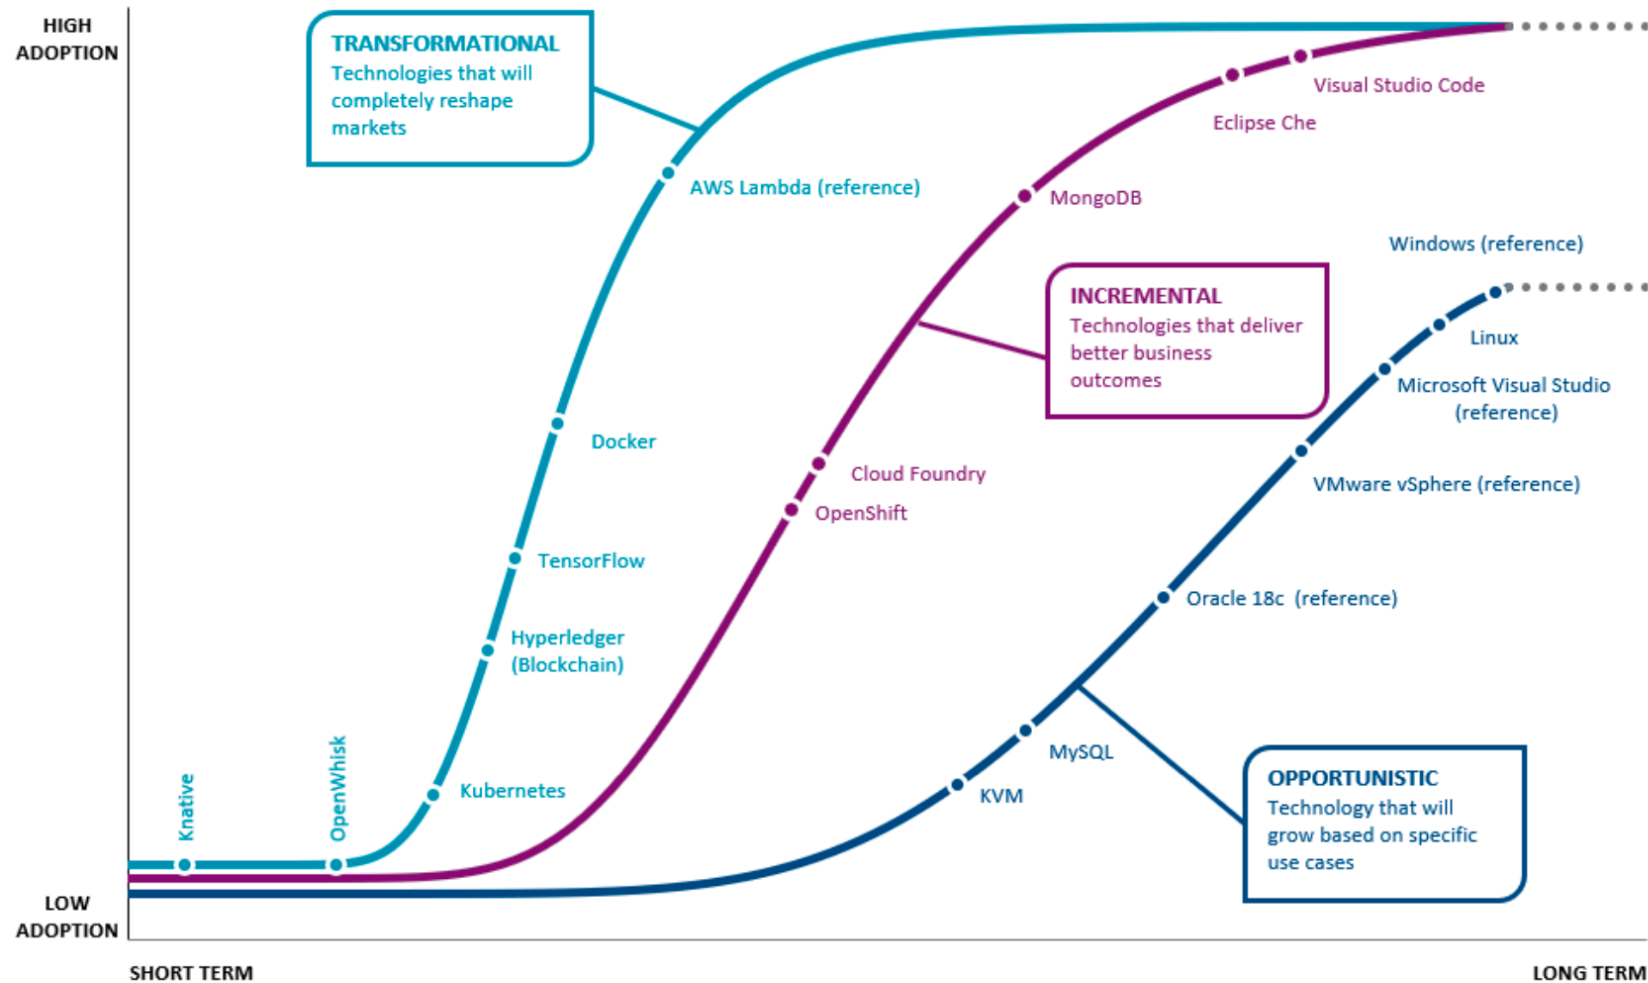 HIGH
ADOPTION
TRANSFORMATIONAL
Technologies that will
completely reshape
markets
Visual Studio Code
Eclipse Che
AWS Lambda (reference)
MongoDB
Windows (reference)
INCREMENTAL
Technologies that deliver
better business
outcomes
Linux
Microsoft Visual Studio
(reference)
Docker
Cloud Foundry
VMware vSphere (reference)
OpenShift
TensorFlow
Oracle 18c (reference)
Hyperledger
(Blockchain)
MySQL
Knative
OpenWhisk
Kubernetes
KVM
OPPORTUNISTIC
Technology that will
grow based on specific
use cases
LOW
ADOPTION
SHORT TERM
LONG TERM